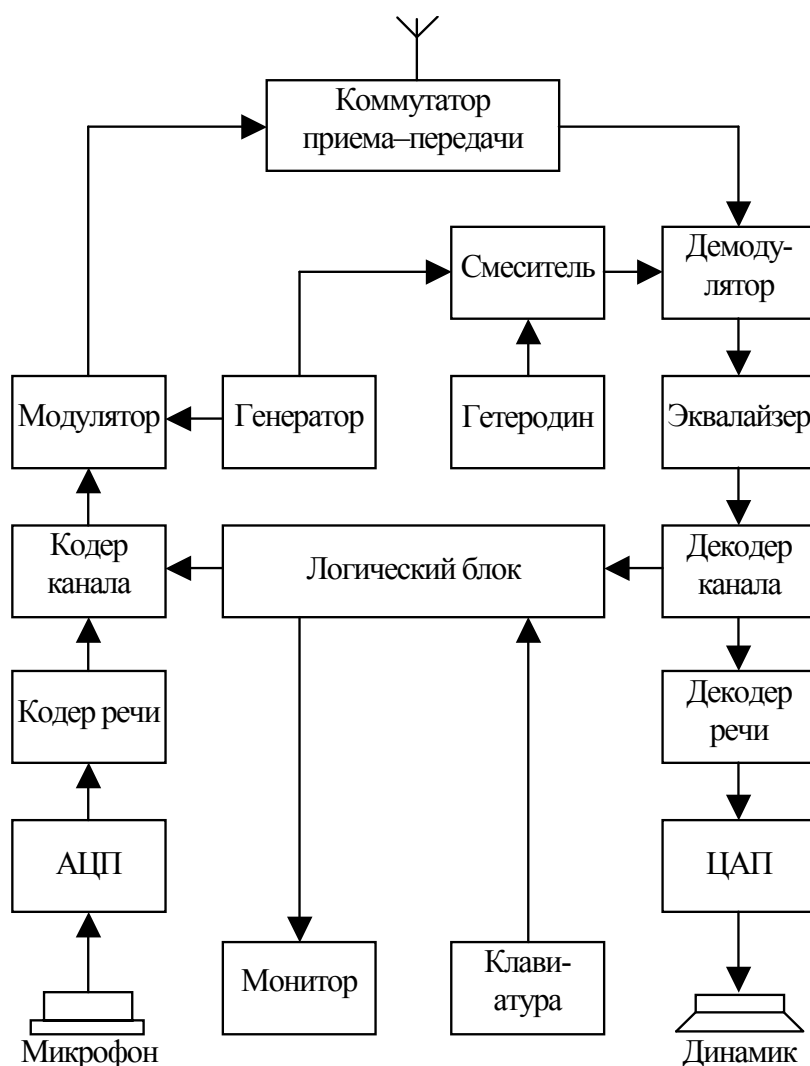 Коммутатор
приема–передачи
Смеситель
Демоду-
лятор
Модулятор
Генератор
Гетеродин
Эквалайзер
Кодер
канала
Логический блок
Декодер
канала
Кодер речи
Декодер
речи
АЦП
ЦАП
Монитор
Клави-
атура
Микрофон
Динамик